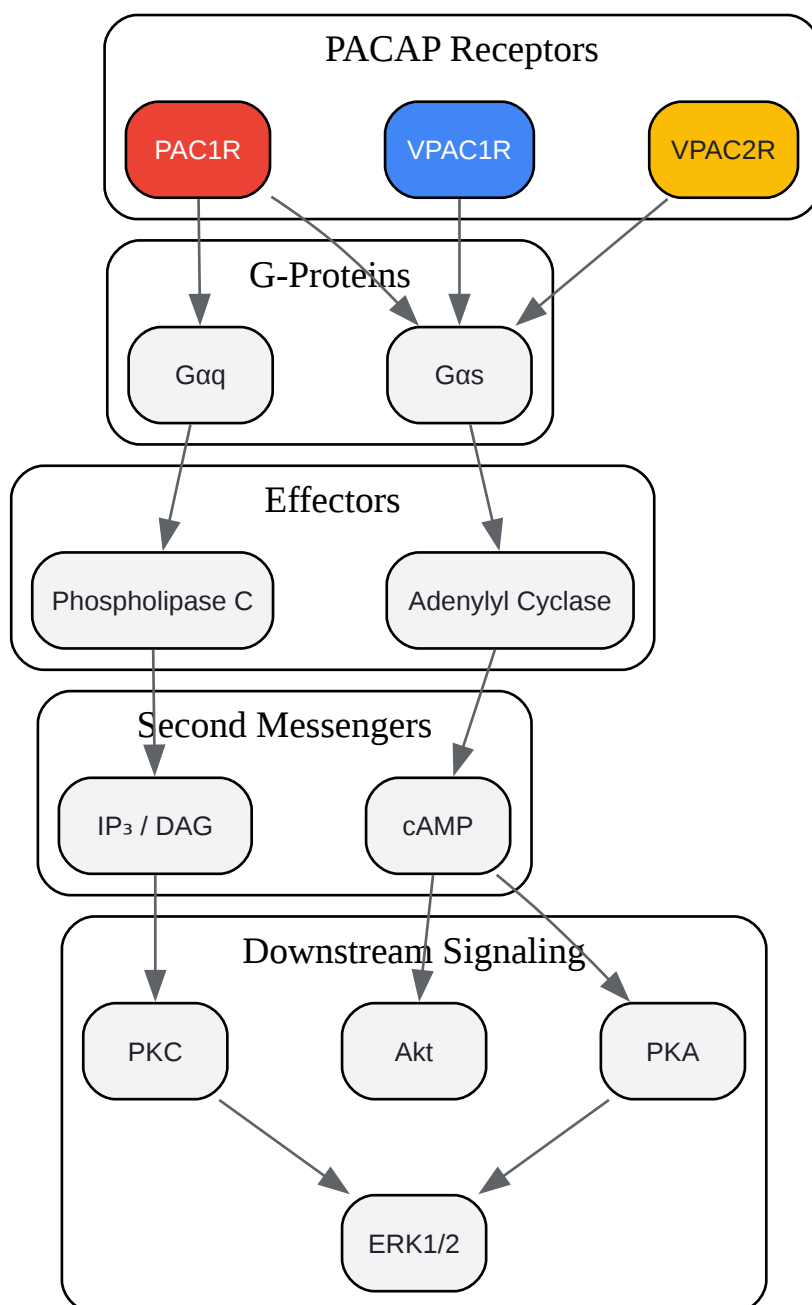 PACAP Receptors
PAC1R
VPAC1R
VPAC2R
G-Proteins
Gαq
Gαs
Effectors
Phospholipase C
Adenylyl Cyclase
Second Messengers
IP₃ / DAG
cAMP
Downstream Signaling
PKC
Akt
PKA
ERK1/2